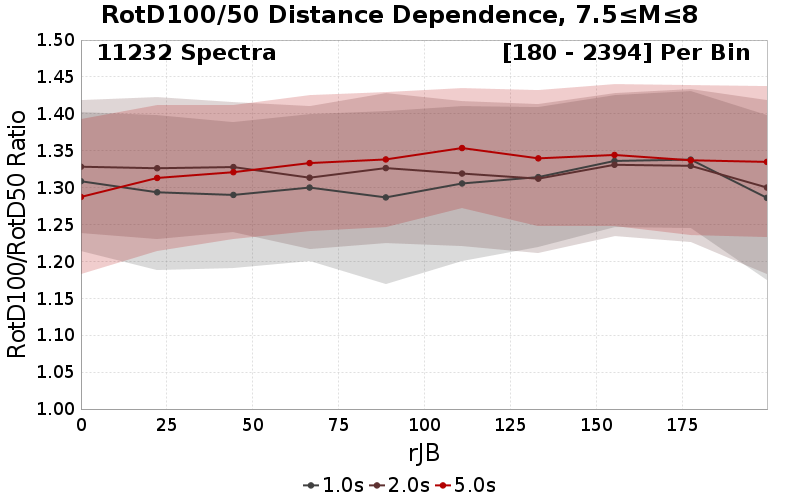 RotD100/50 Distance Dependence, 7.5≤M≤8
11232 Spectra [180 - 2394] Per Bin
RotD100/RotD50 Ratio
1.50
1.45
1.40
1.35
1.30
1.25
1.20
1.15
1.10
1.05
1.00
0 25 50 75 100 125 150 175
rJB
1.0s 2.0s 5.0s